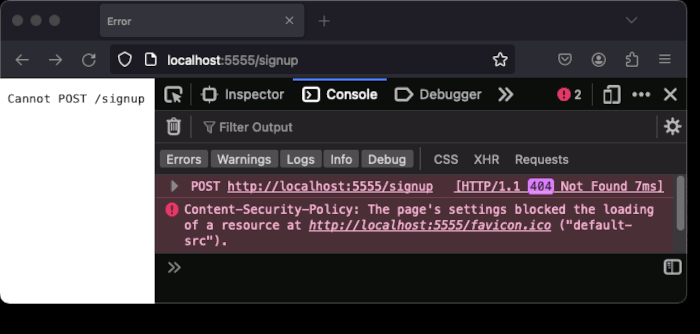 Error
localhost:5555/signup
Cannot POST /signup
Inspector Console Debugger 2
Filter Output
Errors Warnings Logs Info Debug CSS XHR Requests
POST http://localhost:5555/signup [HTTP/1.1 404 Not Found 7ms]
Content-Security-Policy: The page's settings blocked the loading
of a resource at http://localhost:5555/favicon.ico ("default-
src").